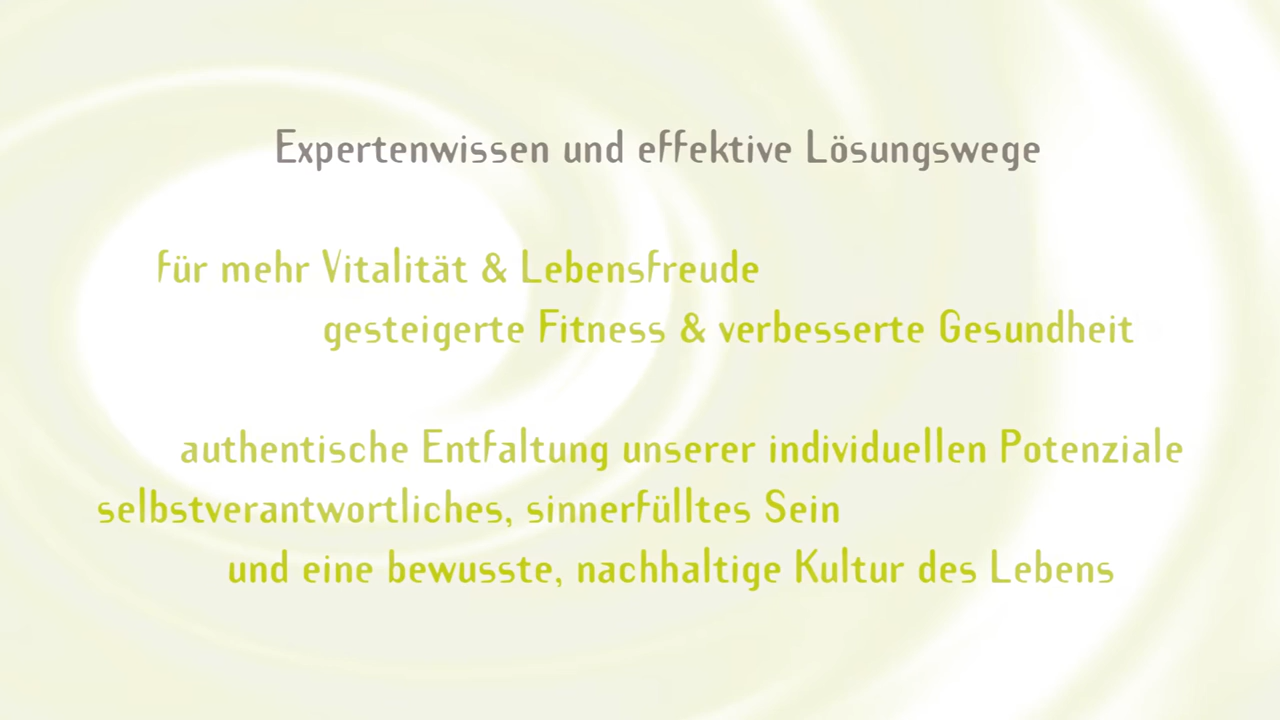 Expertenwissen und effektive Lösungswege
für mehr Vitalität & Lebensfreude
gesteigerte Fitness & verbesserte Gesundheit
authentische Entfaltung unserer individuellen Potenziale
selbstverantwortliches, sinnerfülltes Sein
und eine bewusste, nachhaltige Kultur des Lebens